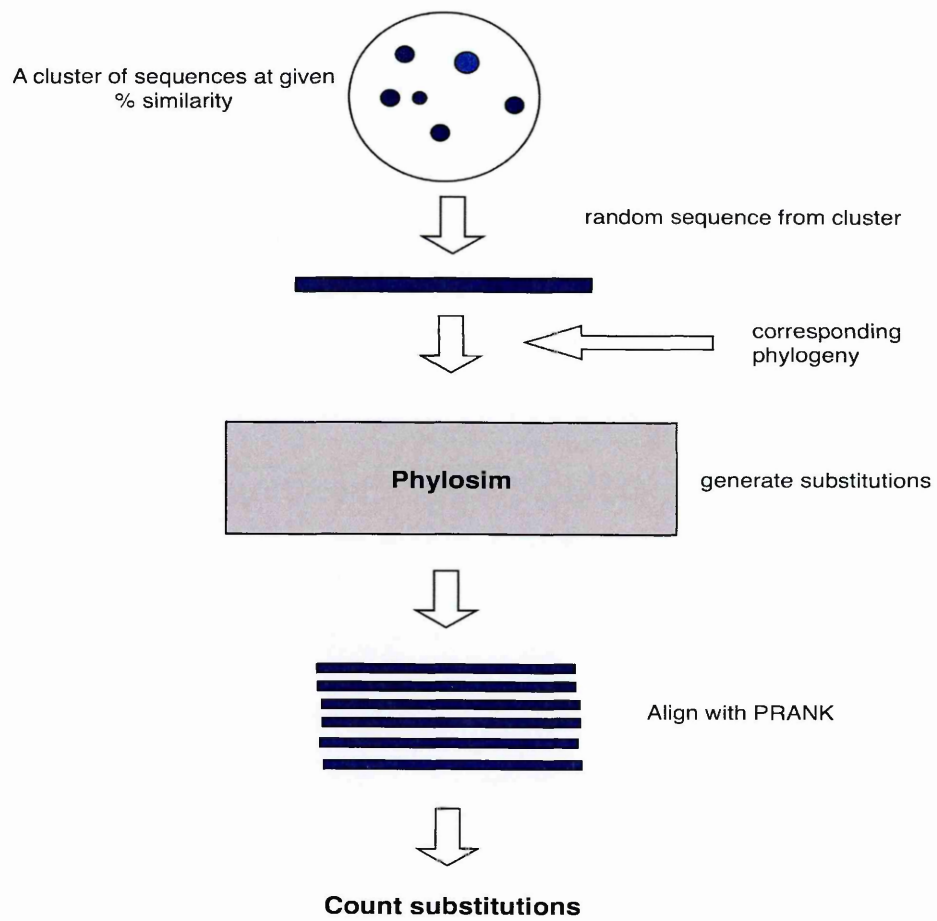 A cluster of sequences at given
% similarity
random sequence from cluster
corresponding
phylogeny
Phylosim
generate substitutions
Align with PRANK
Count substitutions